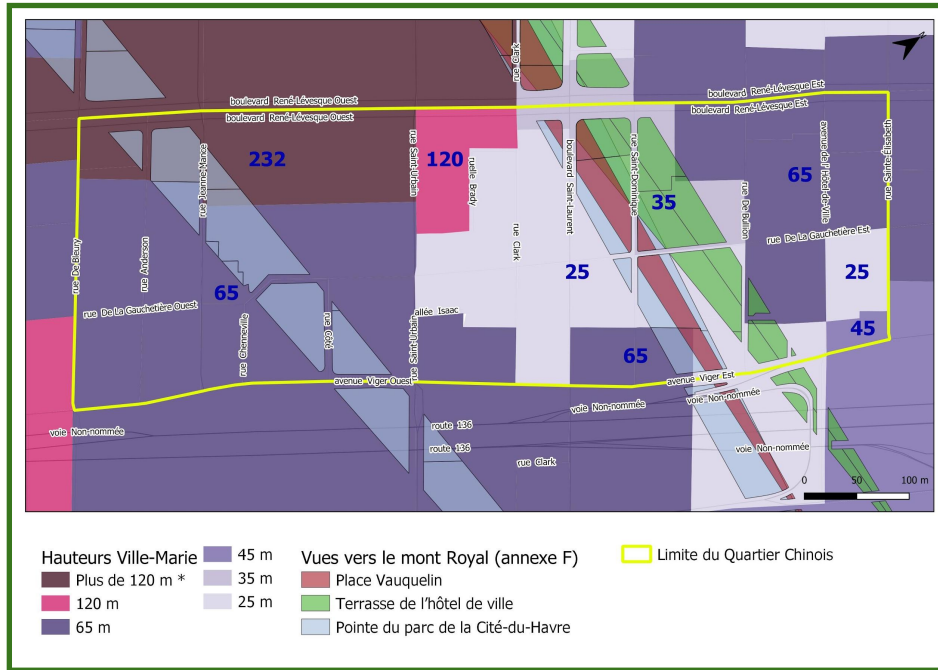 N
rue Clark
boulevard René-Lévesque Ouest
boulevard René-Lévesque Est
boulevard René-Lévesque Ouest
boulevard René-Lévesque Est
rue Jeanne-Mance
232
rue Saint-Urbain
120
ruelle Brady
boulevard Saint-Laurent
rue Saint-Dominique
35
rue De Bullion
65
avenue de l'Hôtel-de-Ville
rue Sainte-Élisabeth
rue De Bleury
rue Anderson
rue Clark
rue De La Gauchetière Est
25
25
65
rue De La Gauchetière Ouest
rue Chenneville
rue Côté
rue Saint-Urbain
allée Isaac
45
65
avenue Viger Ouest
avenue Viger Est
voie Non-nommée
voie Non-nommée
voie Non-nommée
route 136
route 136
rue Clark
voie Non-nommée
0 50 100 m
Hauteurs Ville-Marie
Plus de 120 m *
120 m
65 m
45 m
35 m
25 m
Vues vers le mont Royal (annexe F)
Place Vauquelin
Terrasse de l'hôtel de ville
Pointe du parc de la Cité-du-Havre
Limite du Quartier Chinois